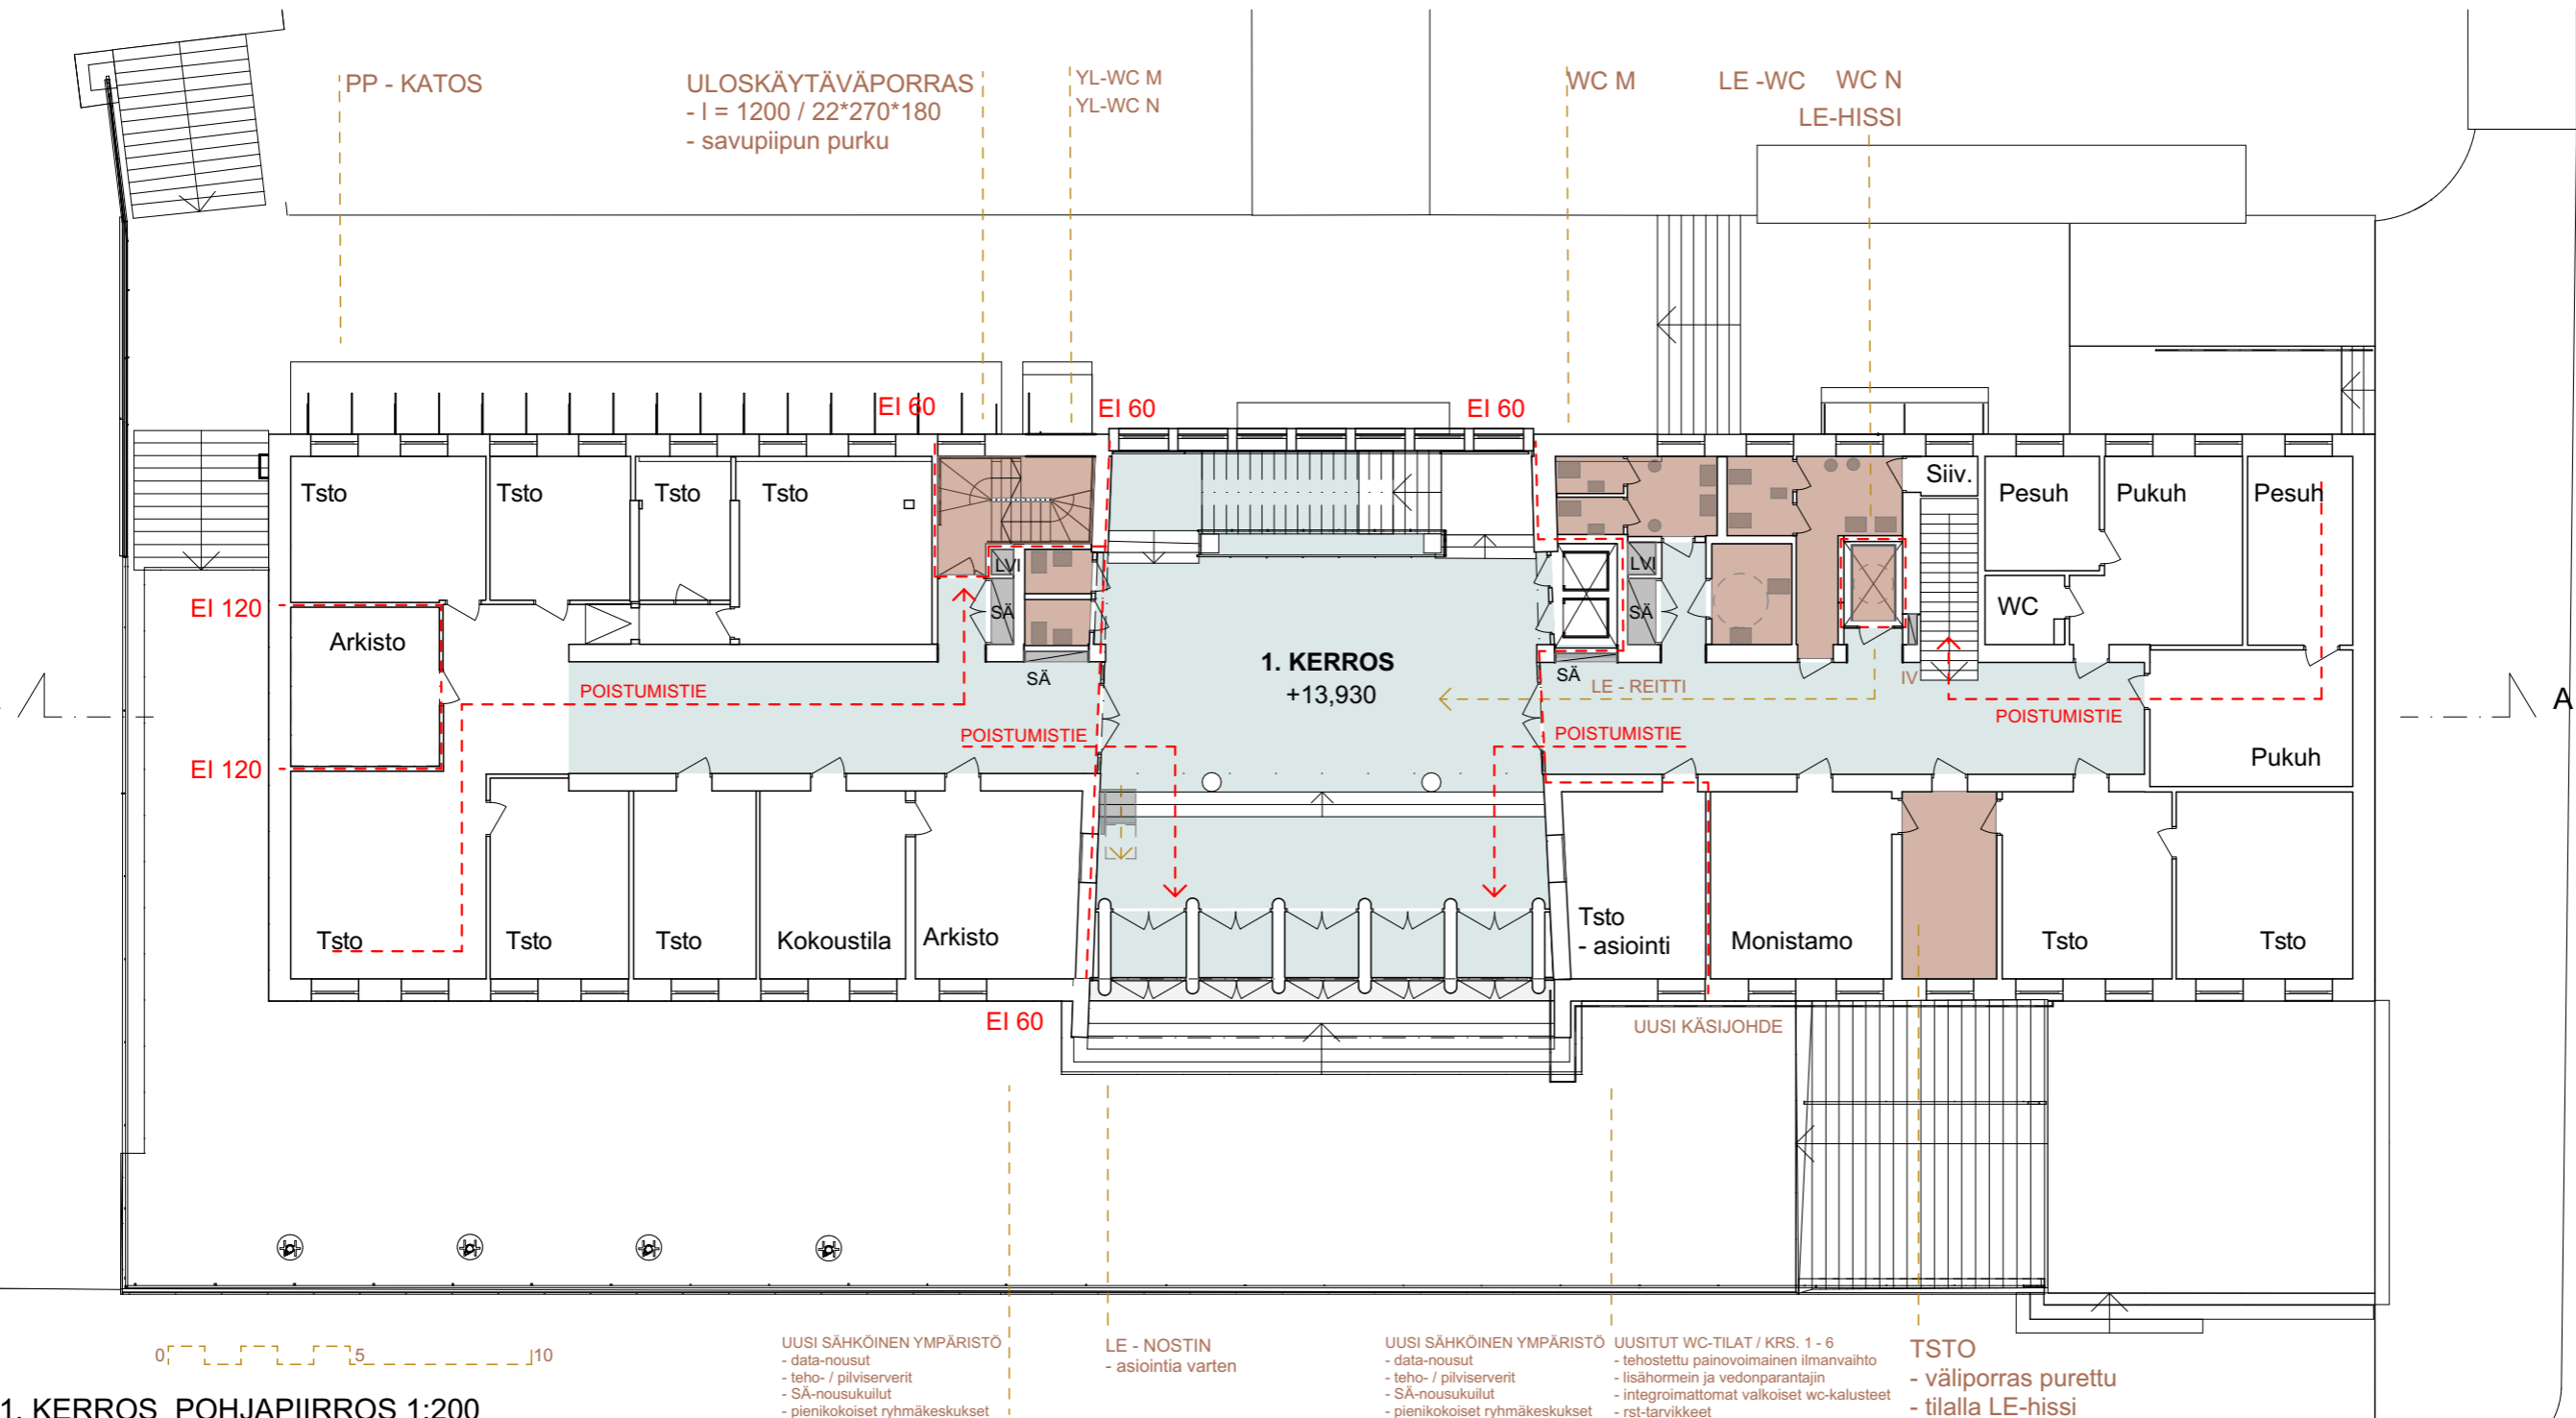 PP - KATOS
ULOSKÄYTÄVÄPORRAS
- l = 1200 / 22*270*180
- savupiipun purku
YL-WC M
YL-WC N
WC M
LE -WC
WC N
LE-HISSI
EI 60
EI 60
EI 60
Tsto
Tsto
Tsto
Tsto
Siiv.
Pesuh
Pukuh
Pesuh
LVI
LVI
SÄ
SÄ
WC
EI 120
Arkisto
SÄ
1. KERROS
+13,930
SÄ
LE - REITTI
IV
POISTUMISTIE
POISTUMISTIE
POISTUMISTIE
POISTUMISTIE
A
EI 120
Pukuh
Tsto
Tsto
Tsto
Kokoustila
Arkisto
Tsto
- asiointi
Monistamo
Tsto
Tsto
EI 60
UUSI KÄSIJOHDE
0 5 10
UUSI SÄHKÖINEN YMPÄRISTÖ
- data-nousut
- teho- / pilviserverit
- SÄ-nousukuilut
- pienikokoiset ryhmäkeskukset
LE - NOSTIN
- asiointia varten
UUSI SÄHKÖINEN YMPÄRISTÖ
- data-nousut
- teho- / pilviserverit
- SÄ-nousukuilut
- pienikokoiset ryhmäkeskukset
UUSITUT WC-TILAT / KRS. 1 - 6
- tehostettu painovoimainen ilmanvaihto
- lisähormein ja vedonparantajin
- integroimattomat valkoiset wc-kalusteet
- rst-tarvikkeet
TSTO
- väliporras purettu
- tilalla LE-hissi
1. KERROS POHJAPIIRROS 1:200